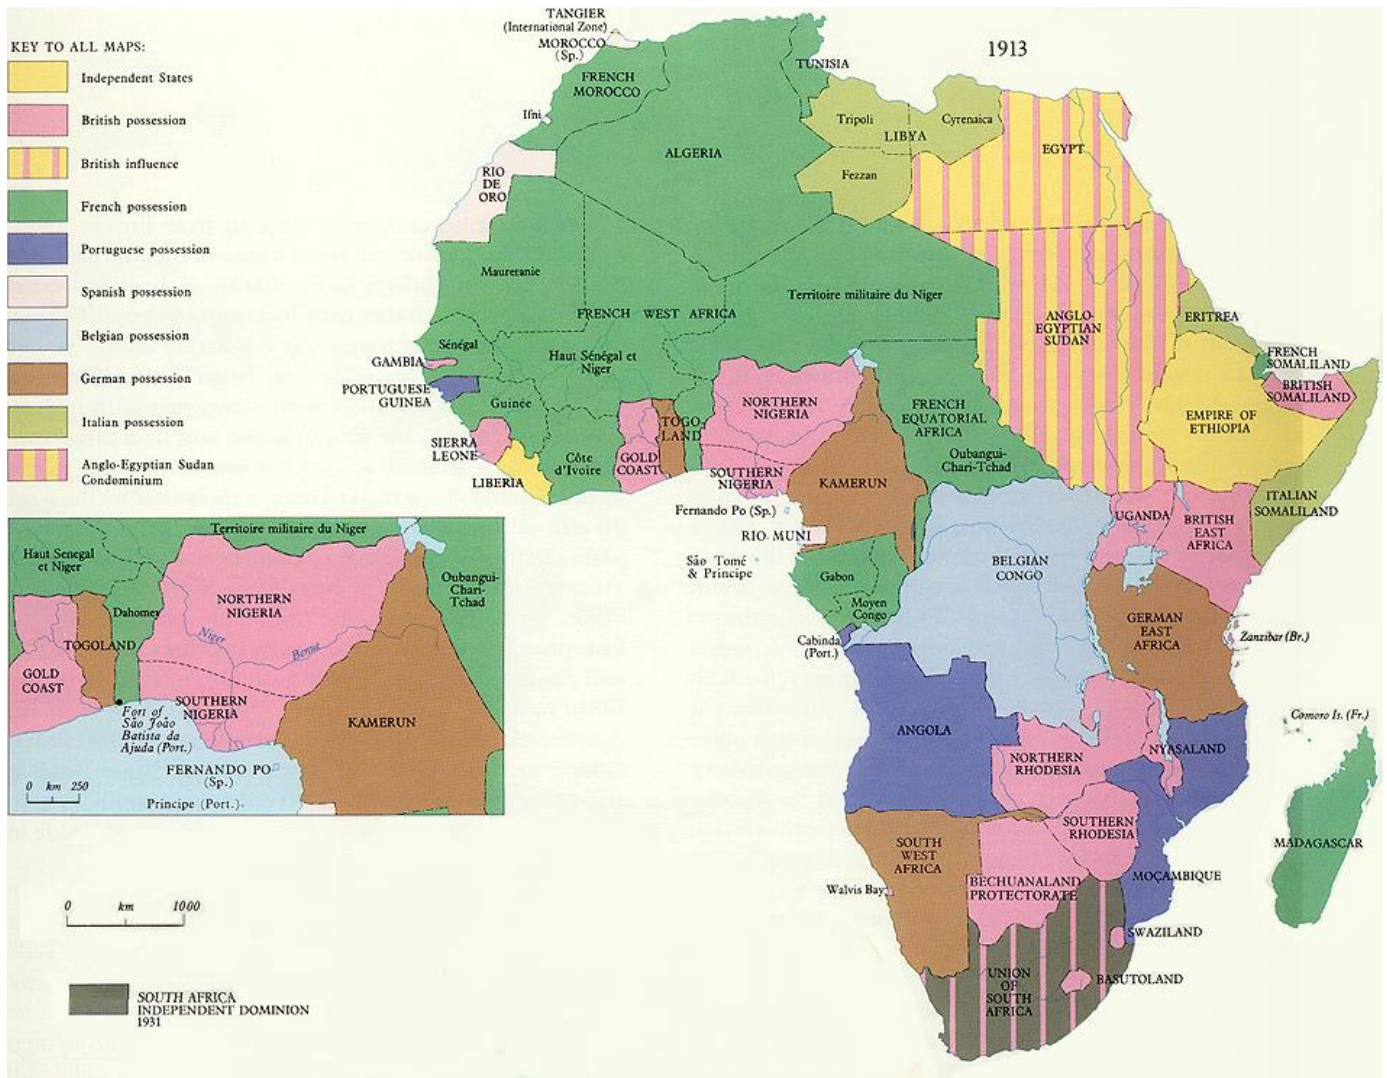 KEY TO ALL MAPS:
Independent States
British possession
British influence
French possession
Portuguese possession
Spanish possession
Belgian possession
German possession
Italian possession
Anglo-Egyptian Sudan
Condominium
1913
TANGIER
(International Zone)
MOROCCO
(Sp.)
FRENCH
MOROCCO
TUNISIA
Ifni
ALGERIA
Tripoli
Cyrenaica
LIBYA
Fezzan
EGYPT
RIO
DE
ORO
Maureranie
Territoire militaire du Niger
FRENCH WEST AFRICA
ANGLO-
EGYPTIAN
SUDAN
ERITREA
Sénégal
Haut Sénégal et
Niger
GAMBIA
PORTUGUESE
GUINEA
Guinée
FRENCH
SOMALILAND
BRITISH
SOMALILAND
NORTHERN
NIGERIA
FRENCH
EQUATORIAL
AFRICA
EMPIRE OF
ETHIOPIA
SIERRA
LEONE
LIBERIA
Côte
d'Ivoire
GOLD
COAST
TOGO-
LAND
SOUTHERN
NIGERIA
Oubangui-
Chari-Tchad
KAMERUN
Fernando Po (Sp.)
RIO MUNI
São Tomé
& Principe
UGANDA
BRITISH
EAST
AFRICA
ITALIAN
SOMALILAND
BELGIAN
CONGO
Gabon
Moyen
Congo
Cabinda
(Port.)
GERMAN
EAST
AFRICA
Zanzibar (Br.)
ANGOLA
NORTHERN
RHODESIA
NYASALAND
Comoro Is. (Fr.)
SOUTHERN
RHODESIA
MADAGASCAR
SOUTH
WEST
AFRICA
Walvis Bay
BECHUANALAND
PROTECTORATE
MOÇAMBIQUE
SWAZILAND
BASUTOLAND
UNION
OF
SOUTH
AFRICA
Territoire militaire du Niger
Haut Senegal
et Niger
Oubangui-
Chari-
Tchad
Dahomey
NORTHERN
NIGERIA
Niger
Benue
TOGOLAND
GOLD
COAST
SOUTHERN
NIGERIA
KAMERUN
Fort of
São João
Batista da
Ajuda (Port.)
FERNANDO PO
(Sp.)
Principe (Port.)
0 km 250
0 km 1000
SOUTH AFRICA
INDEPENDENT DOMINION
1931